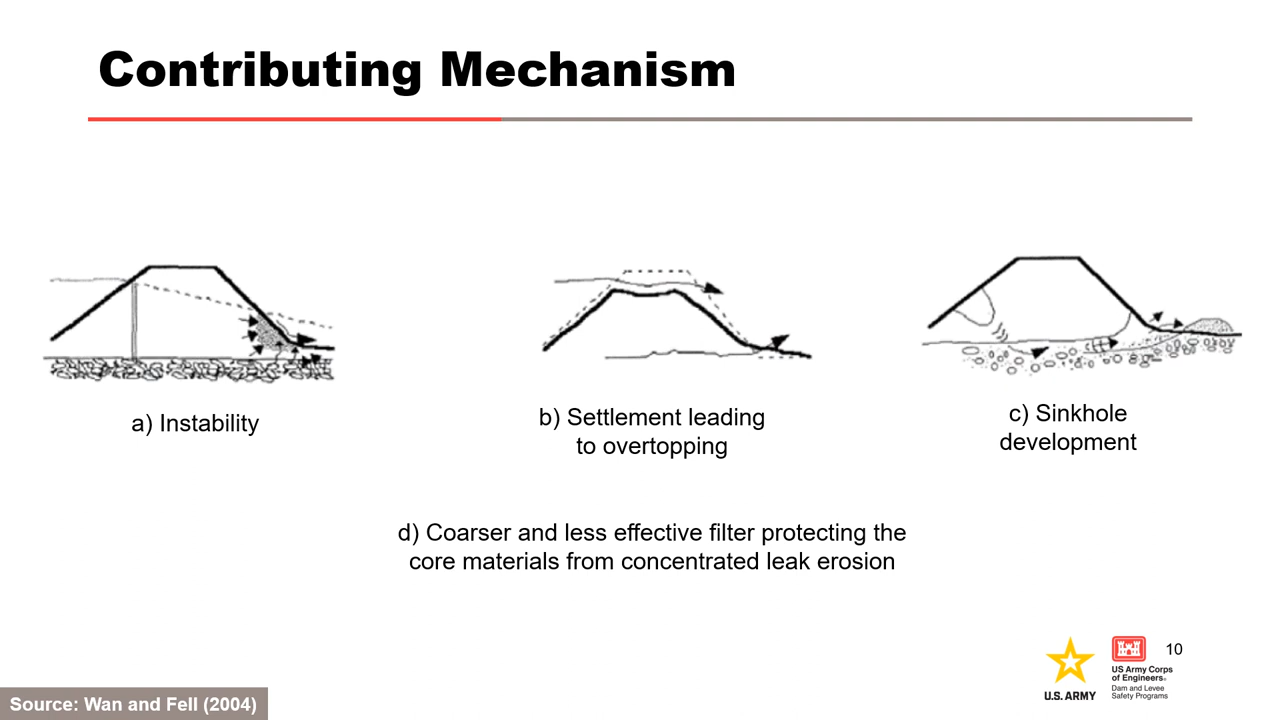 Contributing Mechanism
a) Instability
b) Settlement leading
to overtopping
c) Sinkhole
development
d) Coarser and less effective filter protecting the
core materials from concentrated leak erosion
10
U.S. ARMY
US Army Corps
of Engineers®
Dam and Levee
Safety Programs
Source: Wan and Fell (2004)